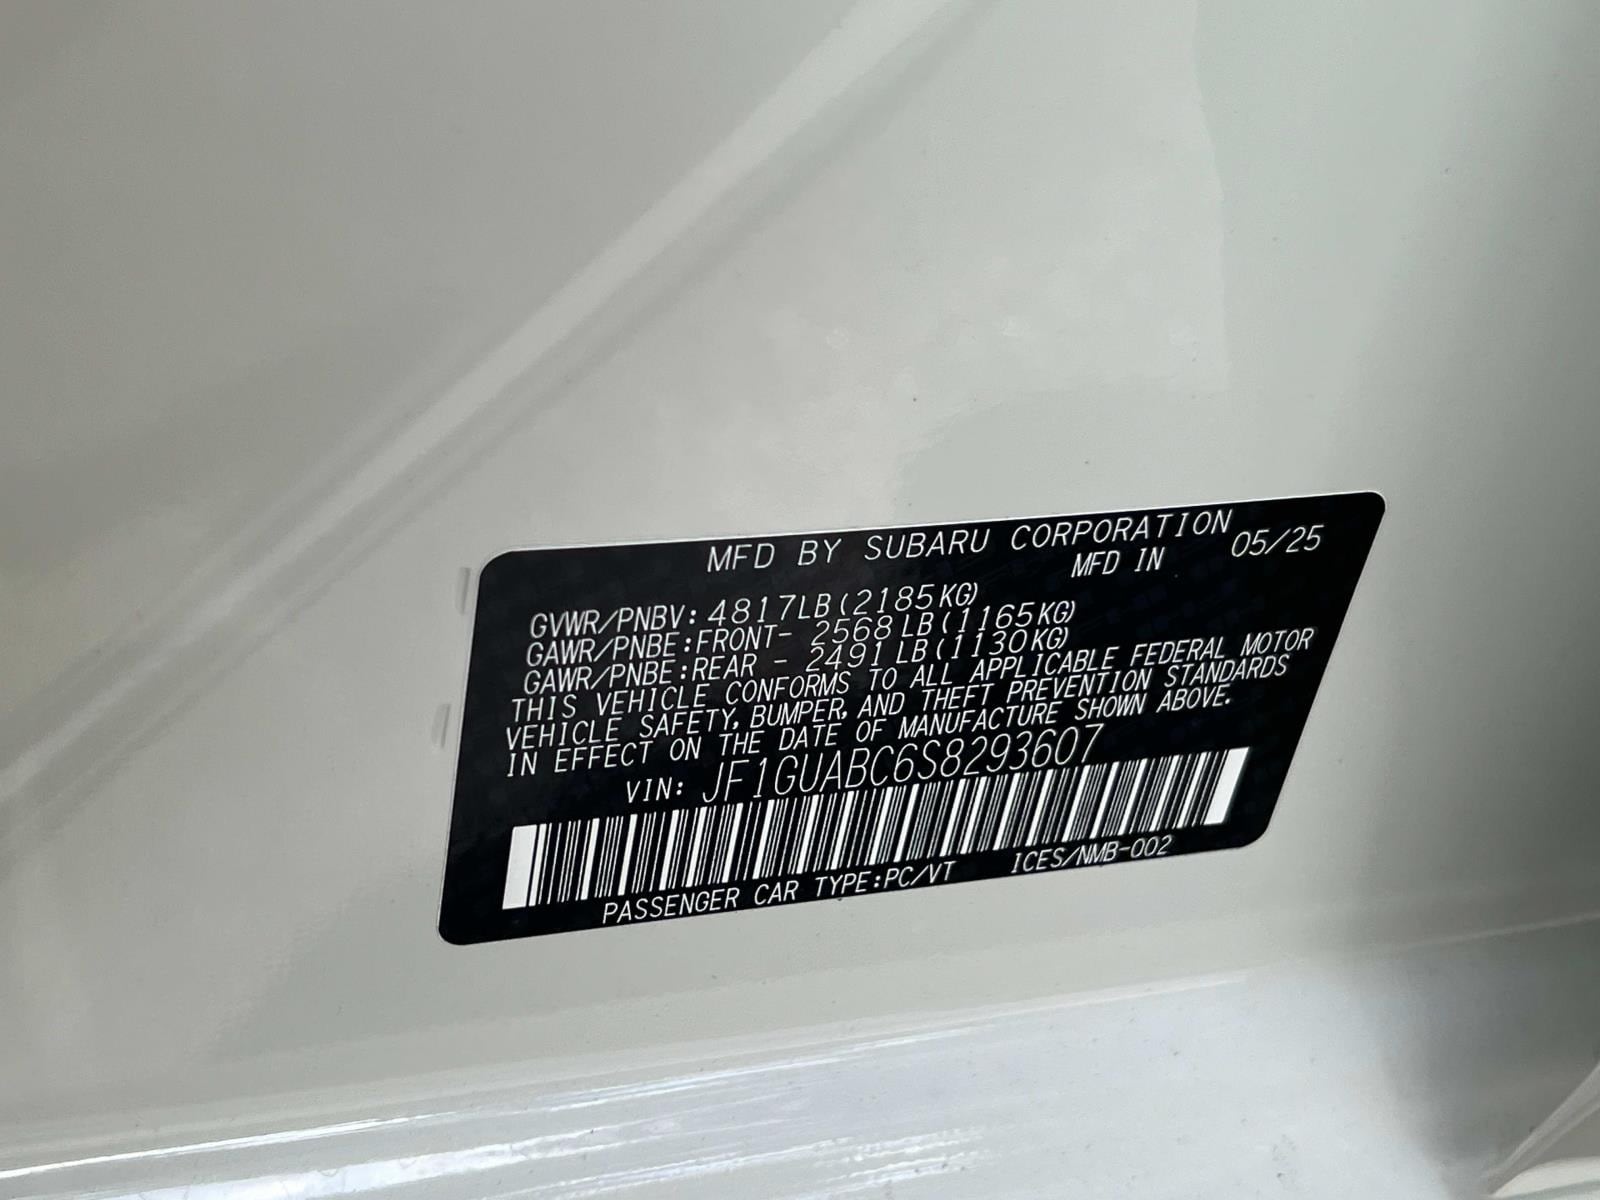 MFD BY SUBARU CORPORATION
MFD IN 05/25
GVWR/PNBV: 4817LB(2185KG)
GAWR/PNBE:FRONT- 2568LB(1165KG)
GAWR/PNBE:REAR - 2491LB(1130KG)
THIS VEHICLE CONFORMS TO ALL APPLICABLE FEDERAL MOTOR
VEHICLE SAFETY, BUMPER, AND THEFT PREVENTION STANDARDS
IN EFFECT ON THE DATE OF MANUFACTURE SHOWN ABOVE.
VIN: JF1GUABC6S8293607
PASSENGER CAR TYPE:PC/VT ICES/NMB-002